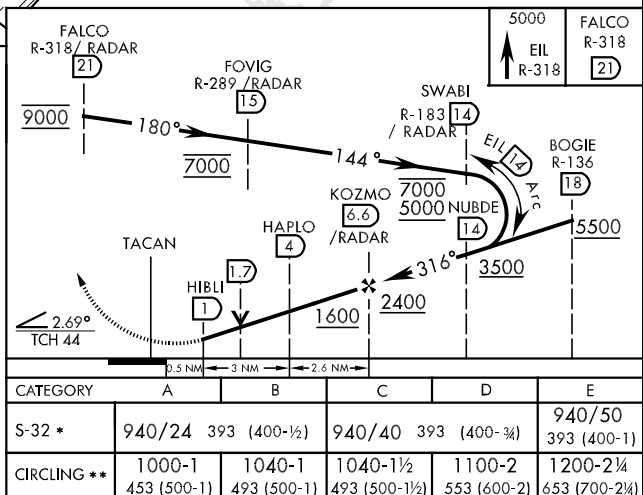 FALCO
R-318/ RADAR
21
9000
180°
FOVIG
R-289 /RADAR
15
7000
144°
SWABI
R-183
/ RADAR
14
7000
5000
EIL 14 Arc
BOGIE
R-136
18
5500
5000
EIL
R-318
FALCO
R-318
21
NUBDE
14
3500
316°
KOZMO
6.6
/RADAR
2400
1600
HAPLO
4
1.7
HIBLI
1
TACAN
2.69°
TCH 44
0.5 NM
3 NM
2.6 NM
CATEGORY A B C D E
S-32 * 940/24 393 (400-½) 940/40 393 (400-¾) 940/50
393 (400-1)
CIRCLING ** 1000-1 1040-1 1040-1½ 1100-2 1200-2¼
453 (500-1) 493 (500-1) 493 (500-1½) 553 (600-2) 653 (700-2¼)